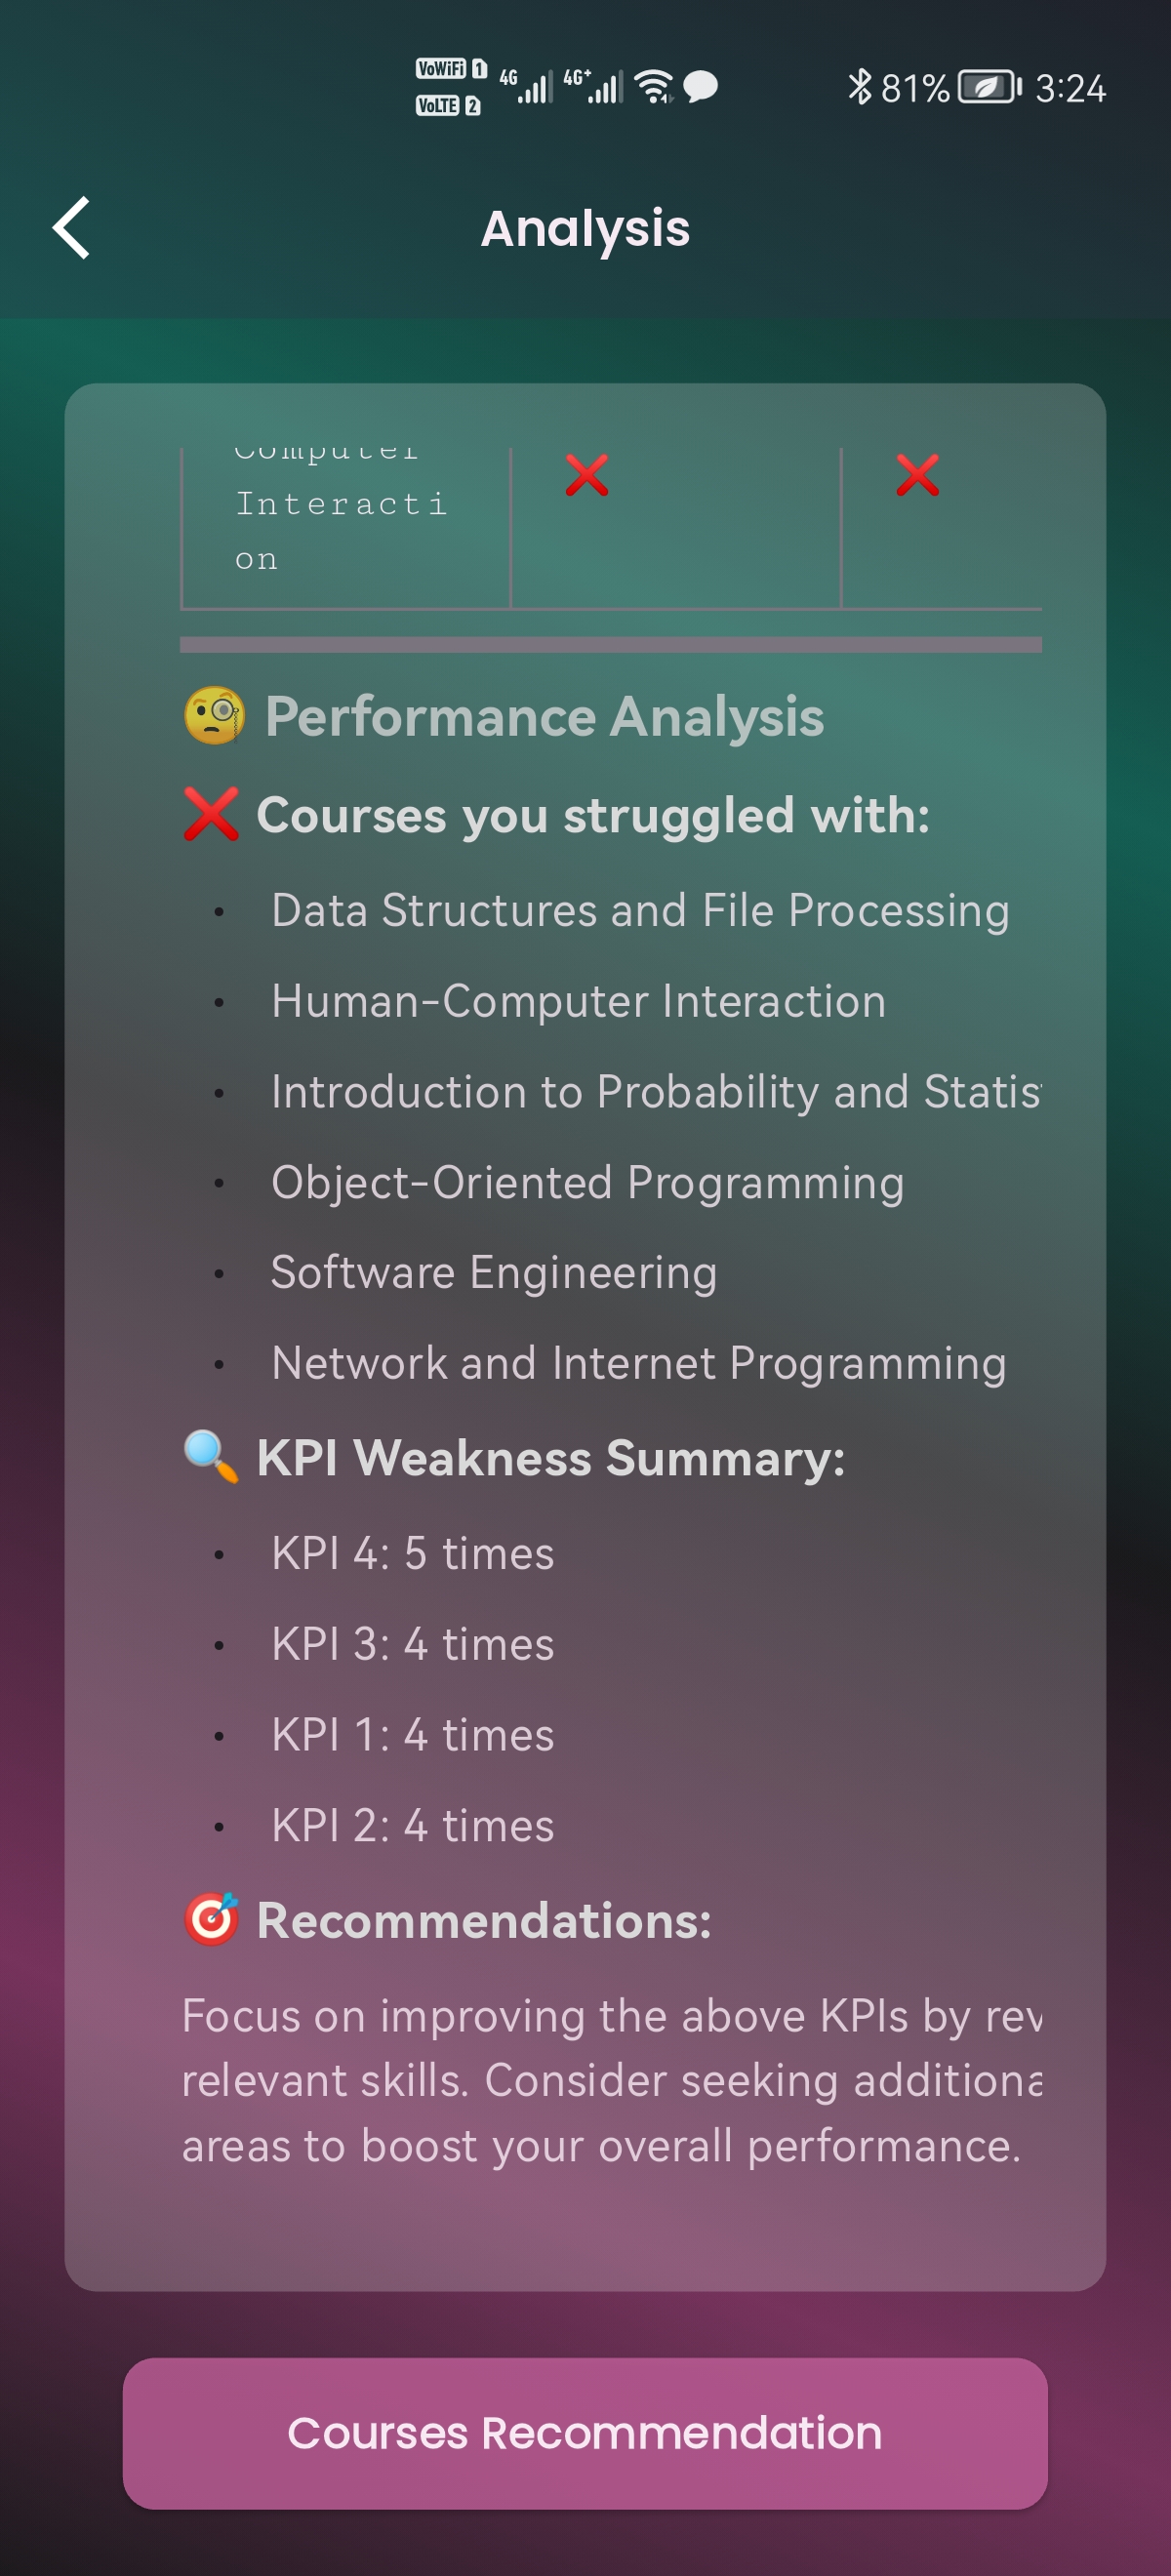 VoWiFi 1
VoLTE 2
4G 4G+ 81% 3:24
Analysis
Computer
Interacti
on
Performance Analysis
Courses you struggled with:
• Data Structures and File Processing
• Human-Computer Interaction
• Introduction to Probability and Statis
• Object-Oriented Programming
• Software Engineering
• Network and Internet Programming
KPI Weakness Summary:
• KPI 4: 5 times
• KPI 3: 4 times
• KPI 1: 4 times
• KPI 2: 4 times
Recommendations:
Focus on improving the above KPIs by rev
relevant skills. Consider seeking additiona
areas to boost your overall performance.
Courses Recommendation